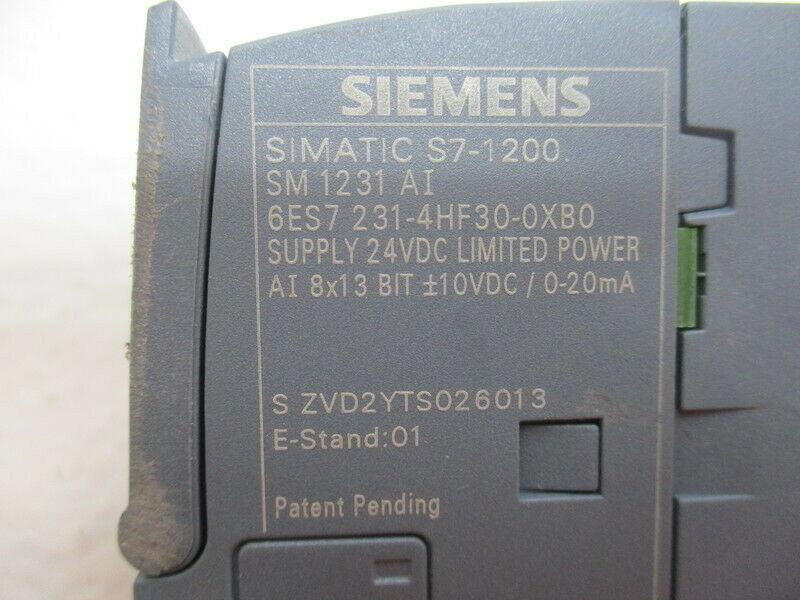 SIEMENS
SIMATIC S7-1200
SM 1231 AI
6ES7 231-4HF30-0XB0
SUPPLY 24VDC LIMITED POWER
AI 8x13 BIT ±10VDC / 0-20mA
S ZVD2YTS026013
E-Stand:01
Patent Pending